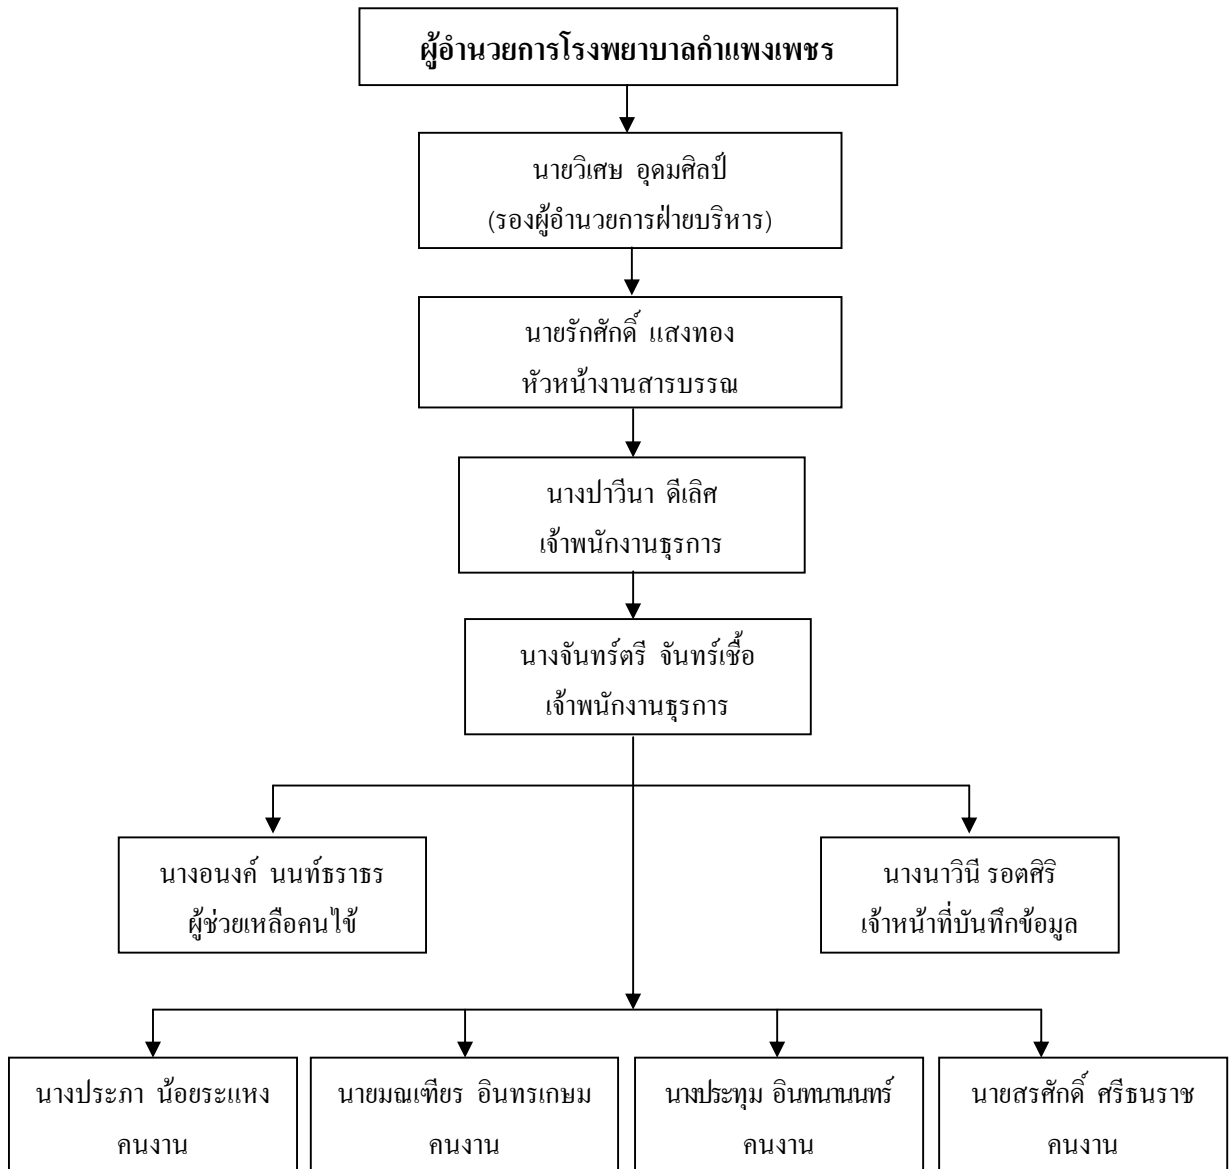 ผู้อำนวยการโรงพยาบาลกำแพงเพชร
นายวิเศษ อุดมศิลป์
(รองผู้อำนวยการฝ่ายบริหาร)
นายรักศักดิ์ แสงทอง
หัวหน้างานสารบรรณ
นางปาวีนา ดีเลิศ
เจ้าพนักงานธุรการ
นางจันทร์ตรี จันทร์เชื้อ
เจ้าพนักงานธุรการ
นางอนงค์ นนท์ธราธร
ผู้ช่วยเหลือคนไข้
นางนาวินี รอตศิริ
เจ้าหน้าที่บันทึกข้อมูล
นางประภา น้อยระแหง
คนงาน
นายมณเฑียร อินทรเกษม
คนงาน
นางประทุม อินทนานนทร์
คนงาน
นายสรศักดิ์ ศรีธนราช
คนงาน